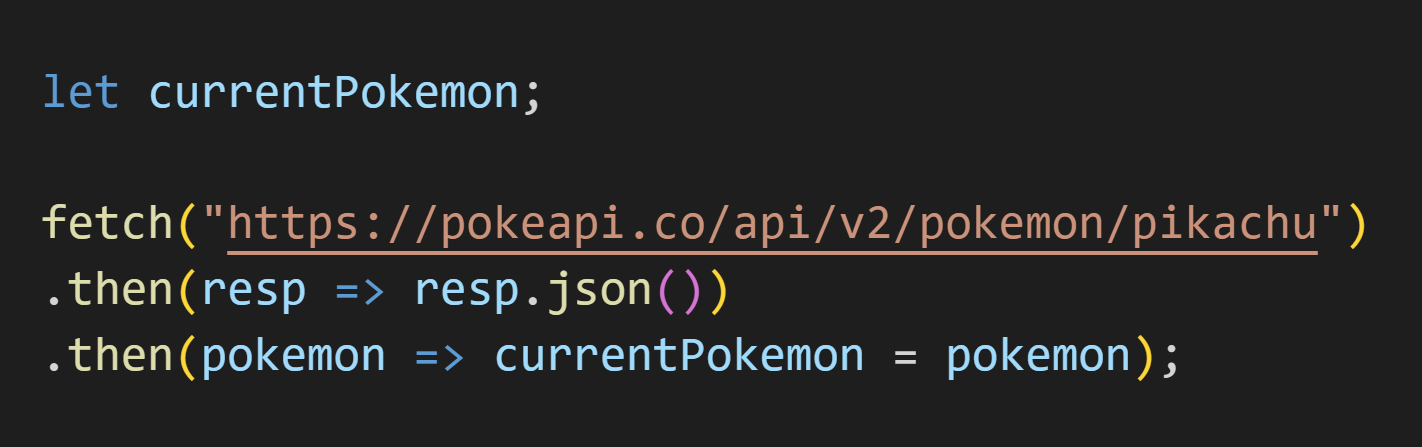 let currentPokemon;
fetch("https://pokeapi.co/api/v2/pokemon/pikachu")
.then(resp => resp.json())
.then(pokemon => currentPokemon = pokemon);